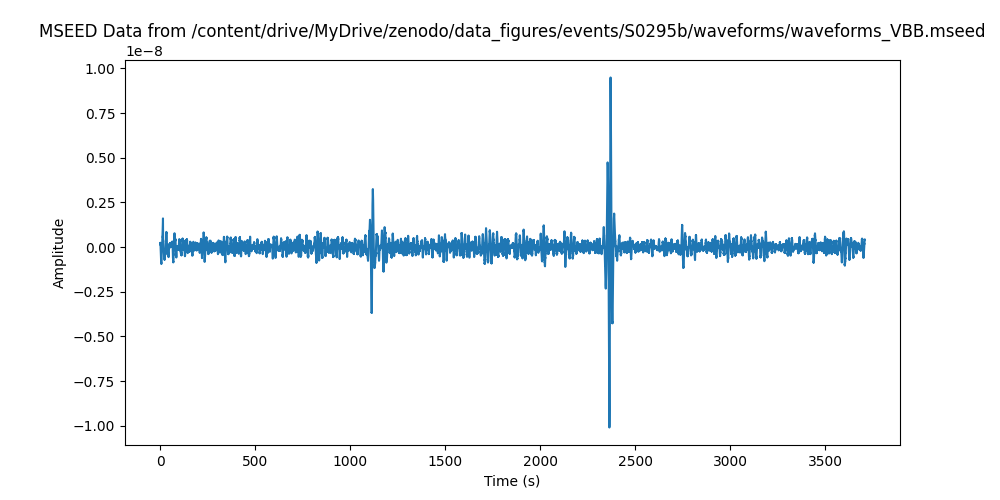 MSEED Data from /content/drive/MyDrive/zenodo/data_figures/events/S0295b/waveforms/waveforms_VBB.mseed
1e−8
1.00
0.75
0.50
0.25
0.00
−0.25
−0.50
−0.75
−1.00
Amplitude
0 500 1000 1500 2000 2500 3000 3500
Time (s)